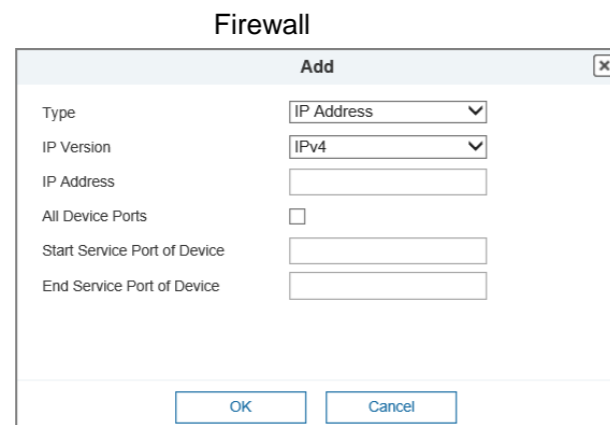 Firewall
Add
Type IP Address
IP Version IPv4
IP Address
All Device Ports
Start Service Port of Device
End Service Port of Device
OK Cancel